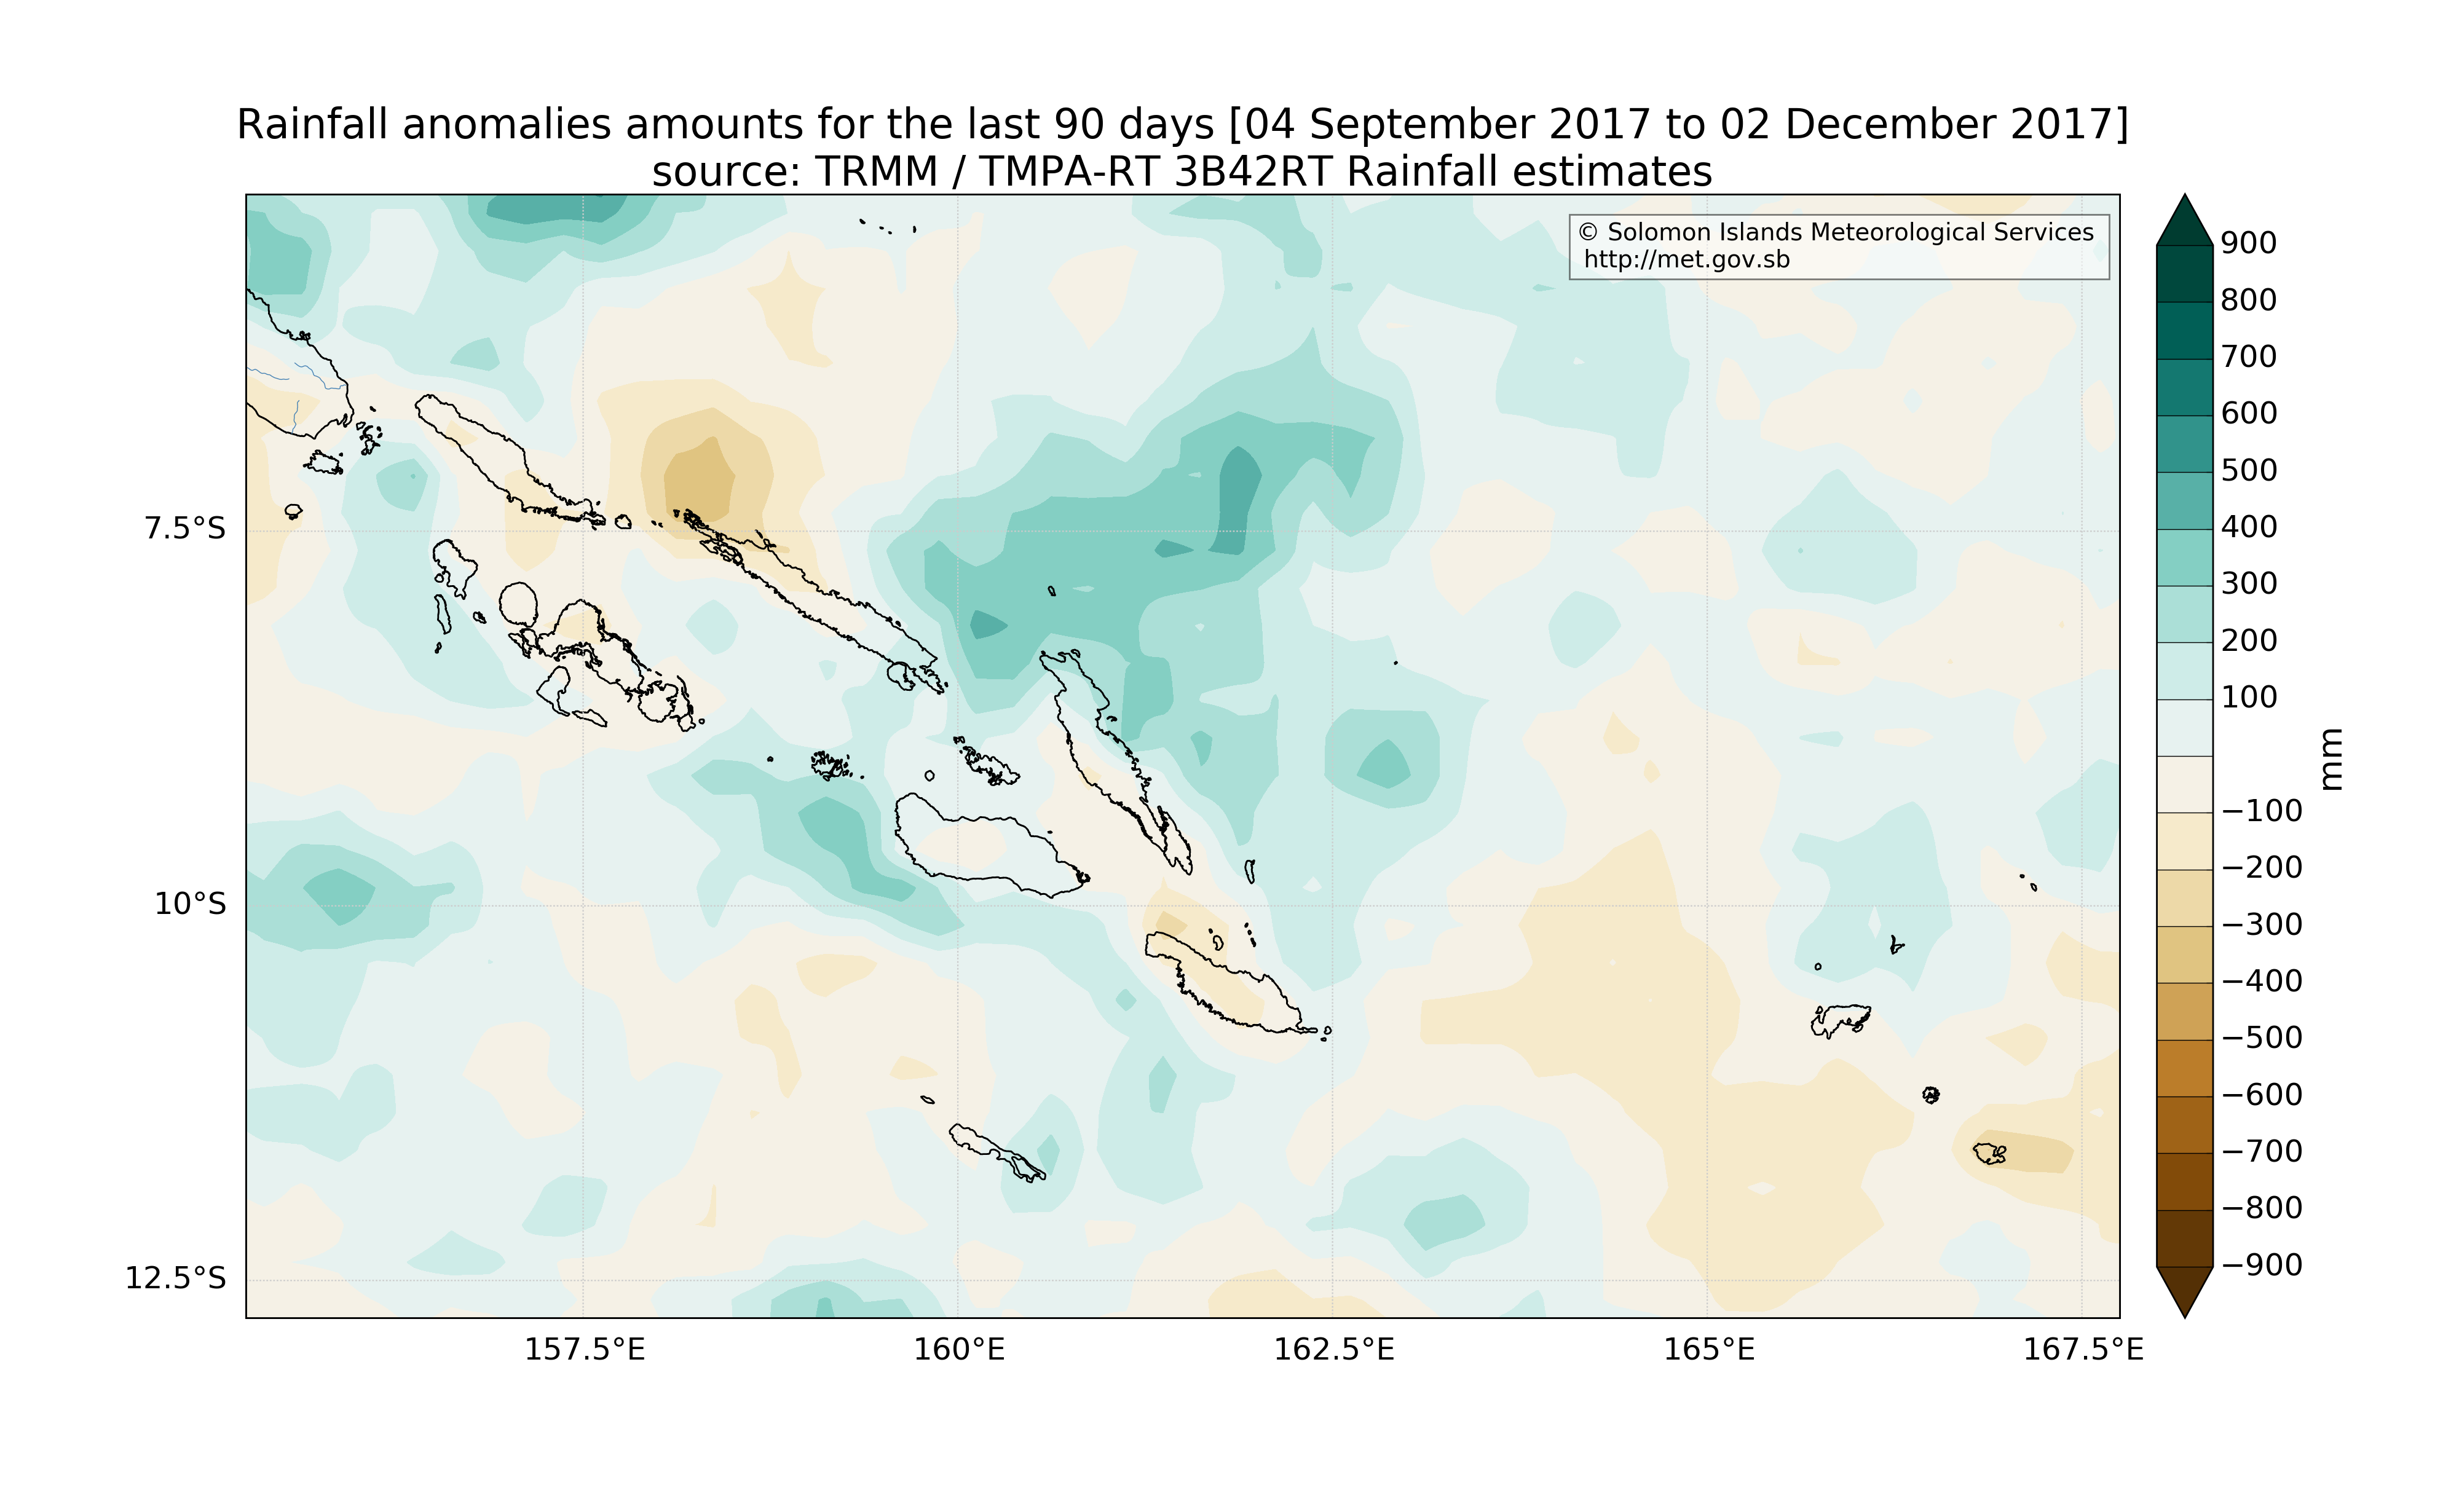 Rainfall anomalies amounts for the last 90 days [04 September 2017 to 02 December 2017]
source: TRMM / TMPA-RT 3B42RT Rainfall estimates
© Solomon Islands Meteorological Services
http://met.gov.sb
7.5°S
10°S
12.5°S
157.5°E
160°E
162.5°E
165°E
167.5°E
900
800
700
600
500
400
300
200
100
−100
−200
−300
−400
−500
−600
−700
−800
−900
mm